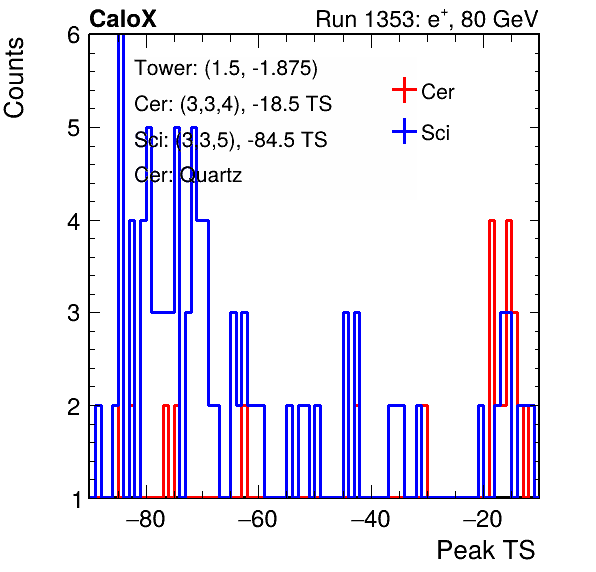 CaloX Run 1353: e⁺, 80 GeV
Counts
6
Tower: (1.5, -1.875)
Cer: (3,3,4), -18.5 TS
Sci: (3,3,5), -84.5 TS
Cer: Quartz
Cer
Sci
5
4
3
2
1
−80 −60 −40 −20
Peak TS